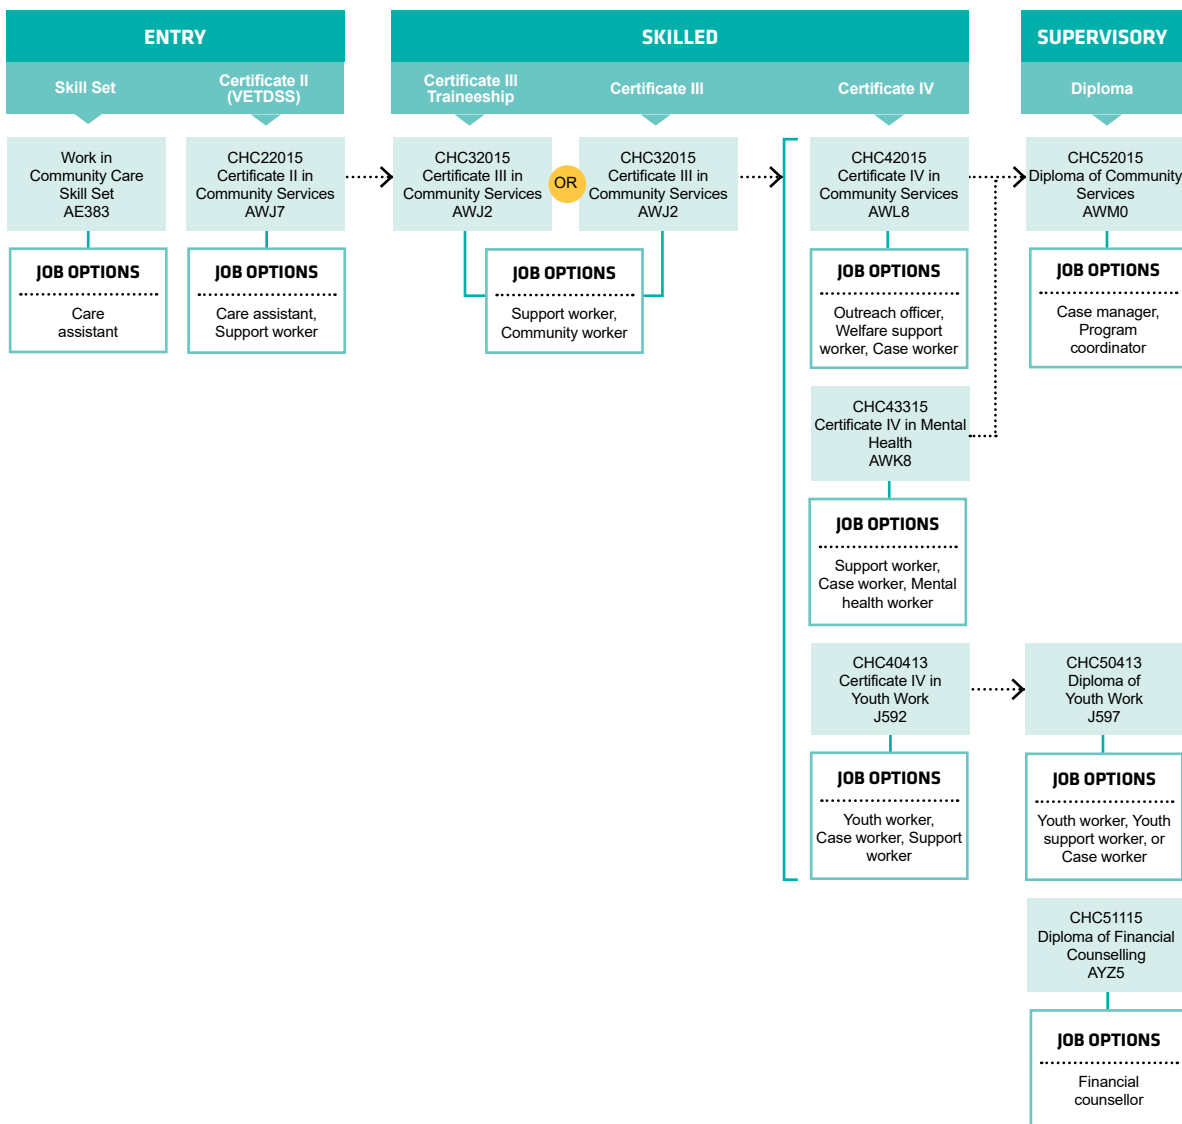 ENTRY
SKILLED
SUPERVISORY
Skill Set
Certificate II
(VETDSS)
Certificate III
Traineeship
Certificate III
Certificate IV
Diploma
Work in
Community Care
Skill Set
AE383
JOB OPTIONS
Care
assistant
CHC22015
Certificate II in
Community Services
AWJ7
JOB OPTIONS
Care assistant,
Support worker
CHC32015
Certificate III in
Community Services
AWJ2
OR
CHC32015
Certificate III in
Community Services
AWJ2
JOB OPTIONS
Support worker,
Community worker
CHC42015
Certificate IV in
Community Services
AWL8
JOB OPTIONS
Outreach officer,
Welfare support
worker, Case worker
CHC43315
Certificate IV in Mental
Health
AWK8
JOB OPTIONS
Support worker,
Case worker, Mental
health worker
CHC40413
Certificate IV in
Youth Work
J592
JOB OPTIONS
Youth worker,
Case worker, Support
worker
CHC52015
Diploma of Community
Services
AWM0
JOB OPTIONS
Case manager,
Program
coordinator
CHC50413
Diploma of
Youth Work
J597
JOB OPTIONS
Youth worker, Youth
support worker, or
Case worker
CHC51115
Diploma of Financial
Counselling
AYZ5
JOB OPTIONS
Financial
counsellor